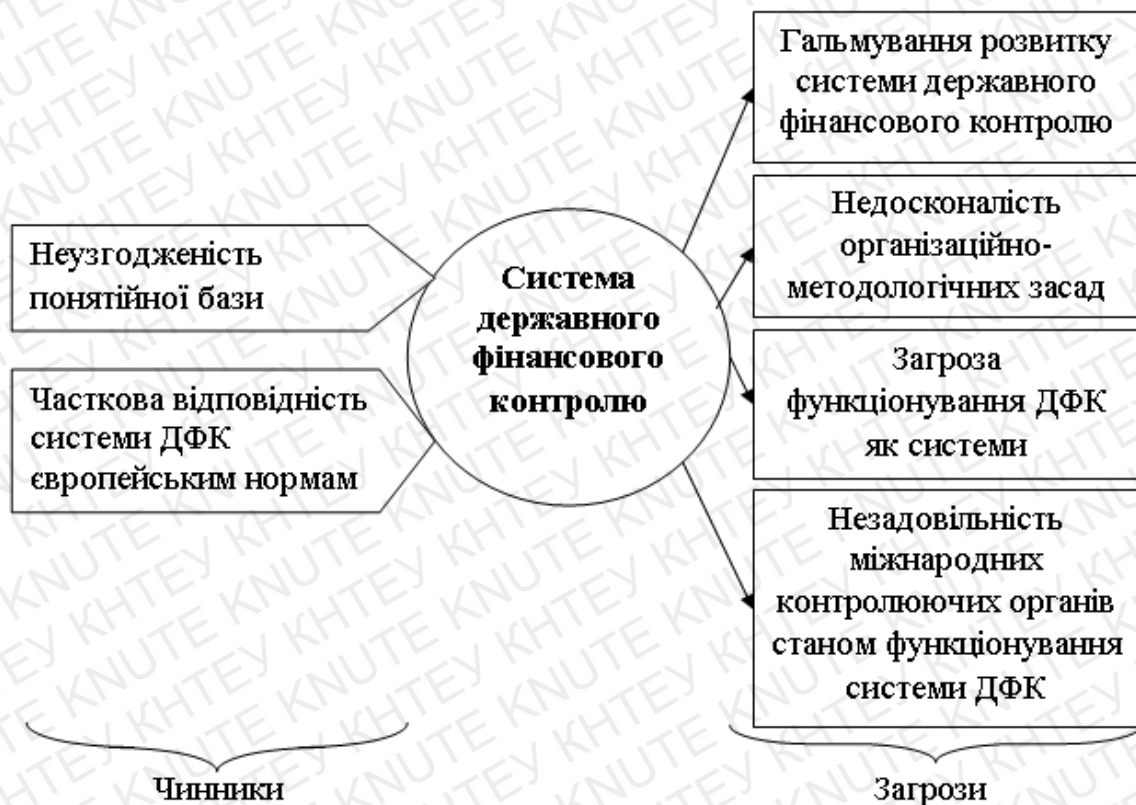 Неузгодженість
понятійної бази
Часткова відповідність
системи ДФК
європейським нормам
Чинники
Система
державного
фінансового
контролю
Гальмування розвитку
системи державного
фінансового контролю
Недосконалість
організаційно-
методологічних засад
Загроза
функціонування ДФК
як системи
Незадовільність
міжнародних
контролюючих органів
станом функціонування
системи ДФК
Загрози
KNUTE КНТЕУ